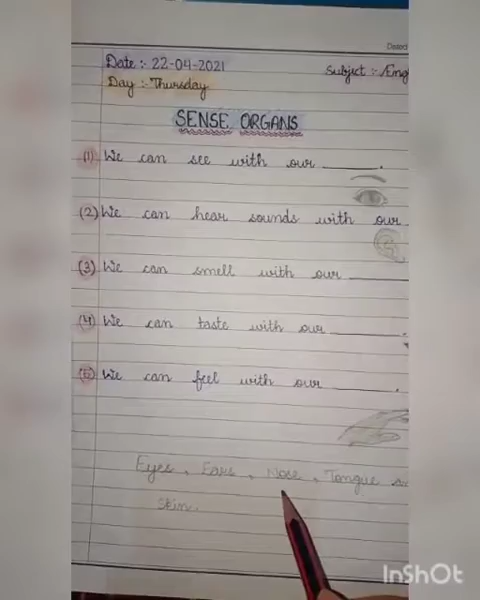 Dated
Date :- 22-04-2021 Subject :- Eng
Day :- Thursday
SENSE ORGANS
(1) We can see with our ______.
(2) We can hear sounds with our
(3) We can smell with our ______
(4) We can taste with our ______.
(5) We can feel with our ______.
Eyes, Ears, Nose, Tongue
Skin.
InShOt